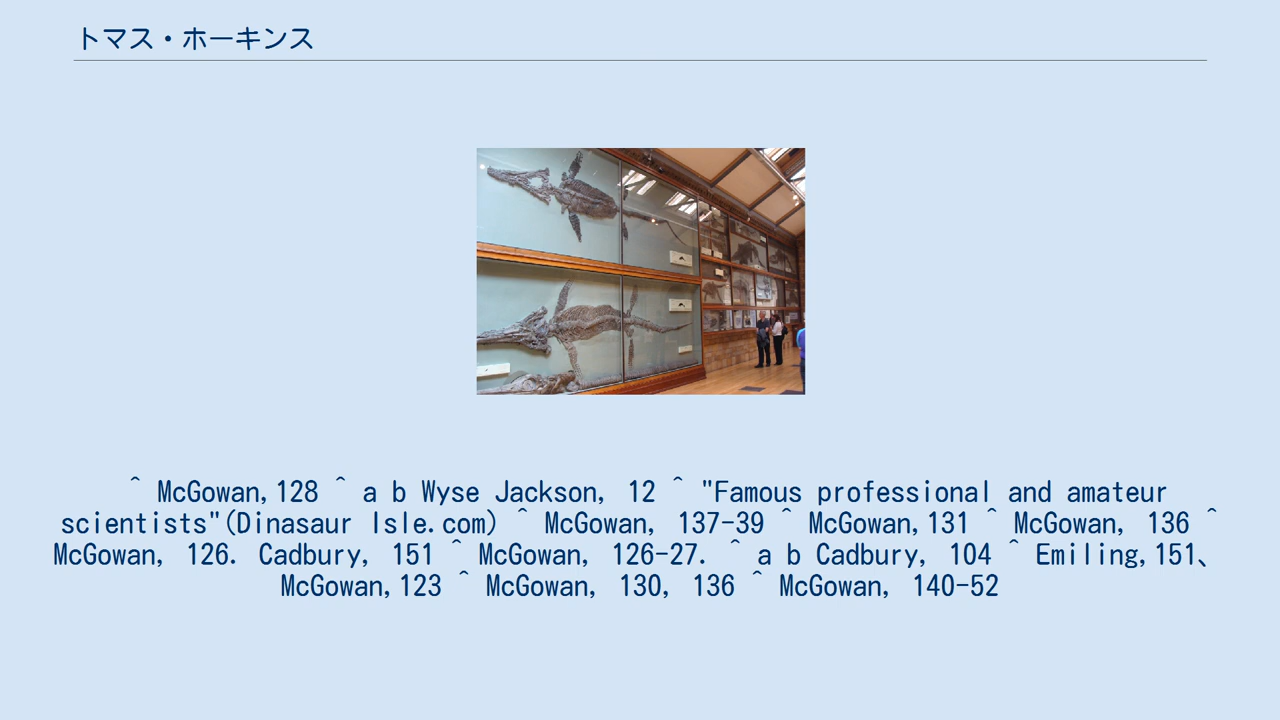 トマス・ホーキンス
^ McGowan,128 ^ a b Wyse Jackson, 12 ^ "Famous professional and amateur
scientists"(Dinasaur Isle.com) ^ McGowan, 137-39 ^ McGowan,131 ^ McGowan, 136 ^
McGowan, 126. Cadbury, 151 ^ McGowan, 126-27. ^ a b Cadbury, 104 ^ Emiling,151、
McGowan,123 ^ McGowan, 130, 136 ^ McGowan, 140-52